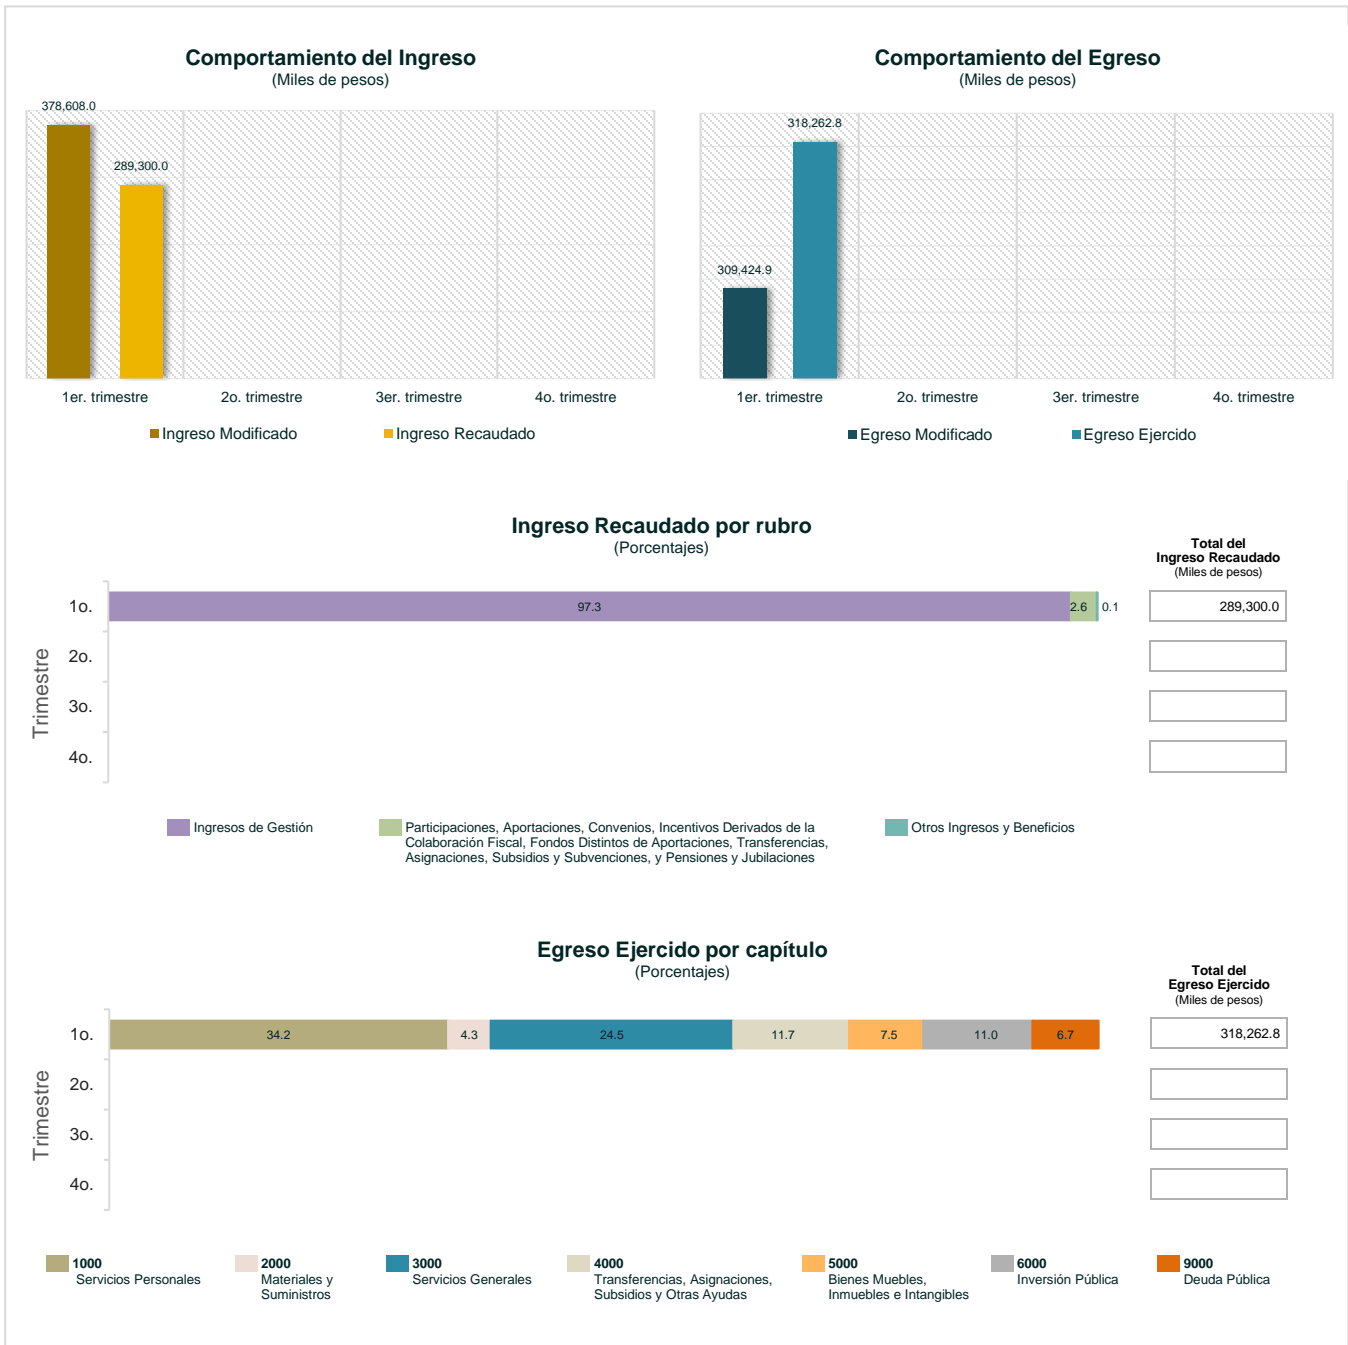 Comportamiento del Ingreso
(Miles de pesos)
378,608.0
289,300.0
1er. trimestre 2o. trimestre 3er. trimestre 4o. trimestre
Ingreso Modificado Ingreso Recaudado
Comportamiento del Egreso
(Miles de pesos)
318,262.8
309,424.9
1er. trimestre 2o. trimestre 3er. trimestre 4o. trimestre
Egreso Modificado Egreso Ejercido
Ingreso Recaudado por rubro
(Porcentajes)
Total del
Ingreso Recaudado
(Miles de pesos)
Trimestre
1o. 97.3 2.6 0.1 289,300.0
2o.
3o.
4o.
Ingresos de Gestión
Participaciones, Aportaciones, Convenios, Incentivos Derivados de la
Colaboración Fiscal, Fondos Distintos de Aportaciones, Transferencias,
Asignaciones, Subsidios y Subvenciones, y Pensiones y Jubilaciones
Otros Ingresos y Beneficios
Egreso Ejercido por capítulo
(Porcentajes)
Total del
Egreso Ejercido
(Miles de pesos)
Trimestre
1o. 34.2 4.3 24.5 11.7 7.5 11.0 6.7 318,262.8
2o.
3o.
4o.
1000
Servicios Personales
2000
Materiales y
Suministros
3000
Servicios Generales
4000
Transferencias, Asignaciones,
Subsidios y Otras Ayudas
5000
Bienes Muebles,
Inmuebles e Intangibles
6000
Inversión Pública
9000
Deuda Pública